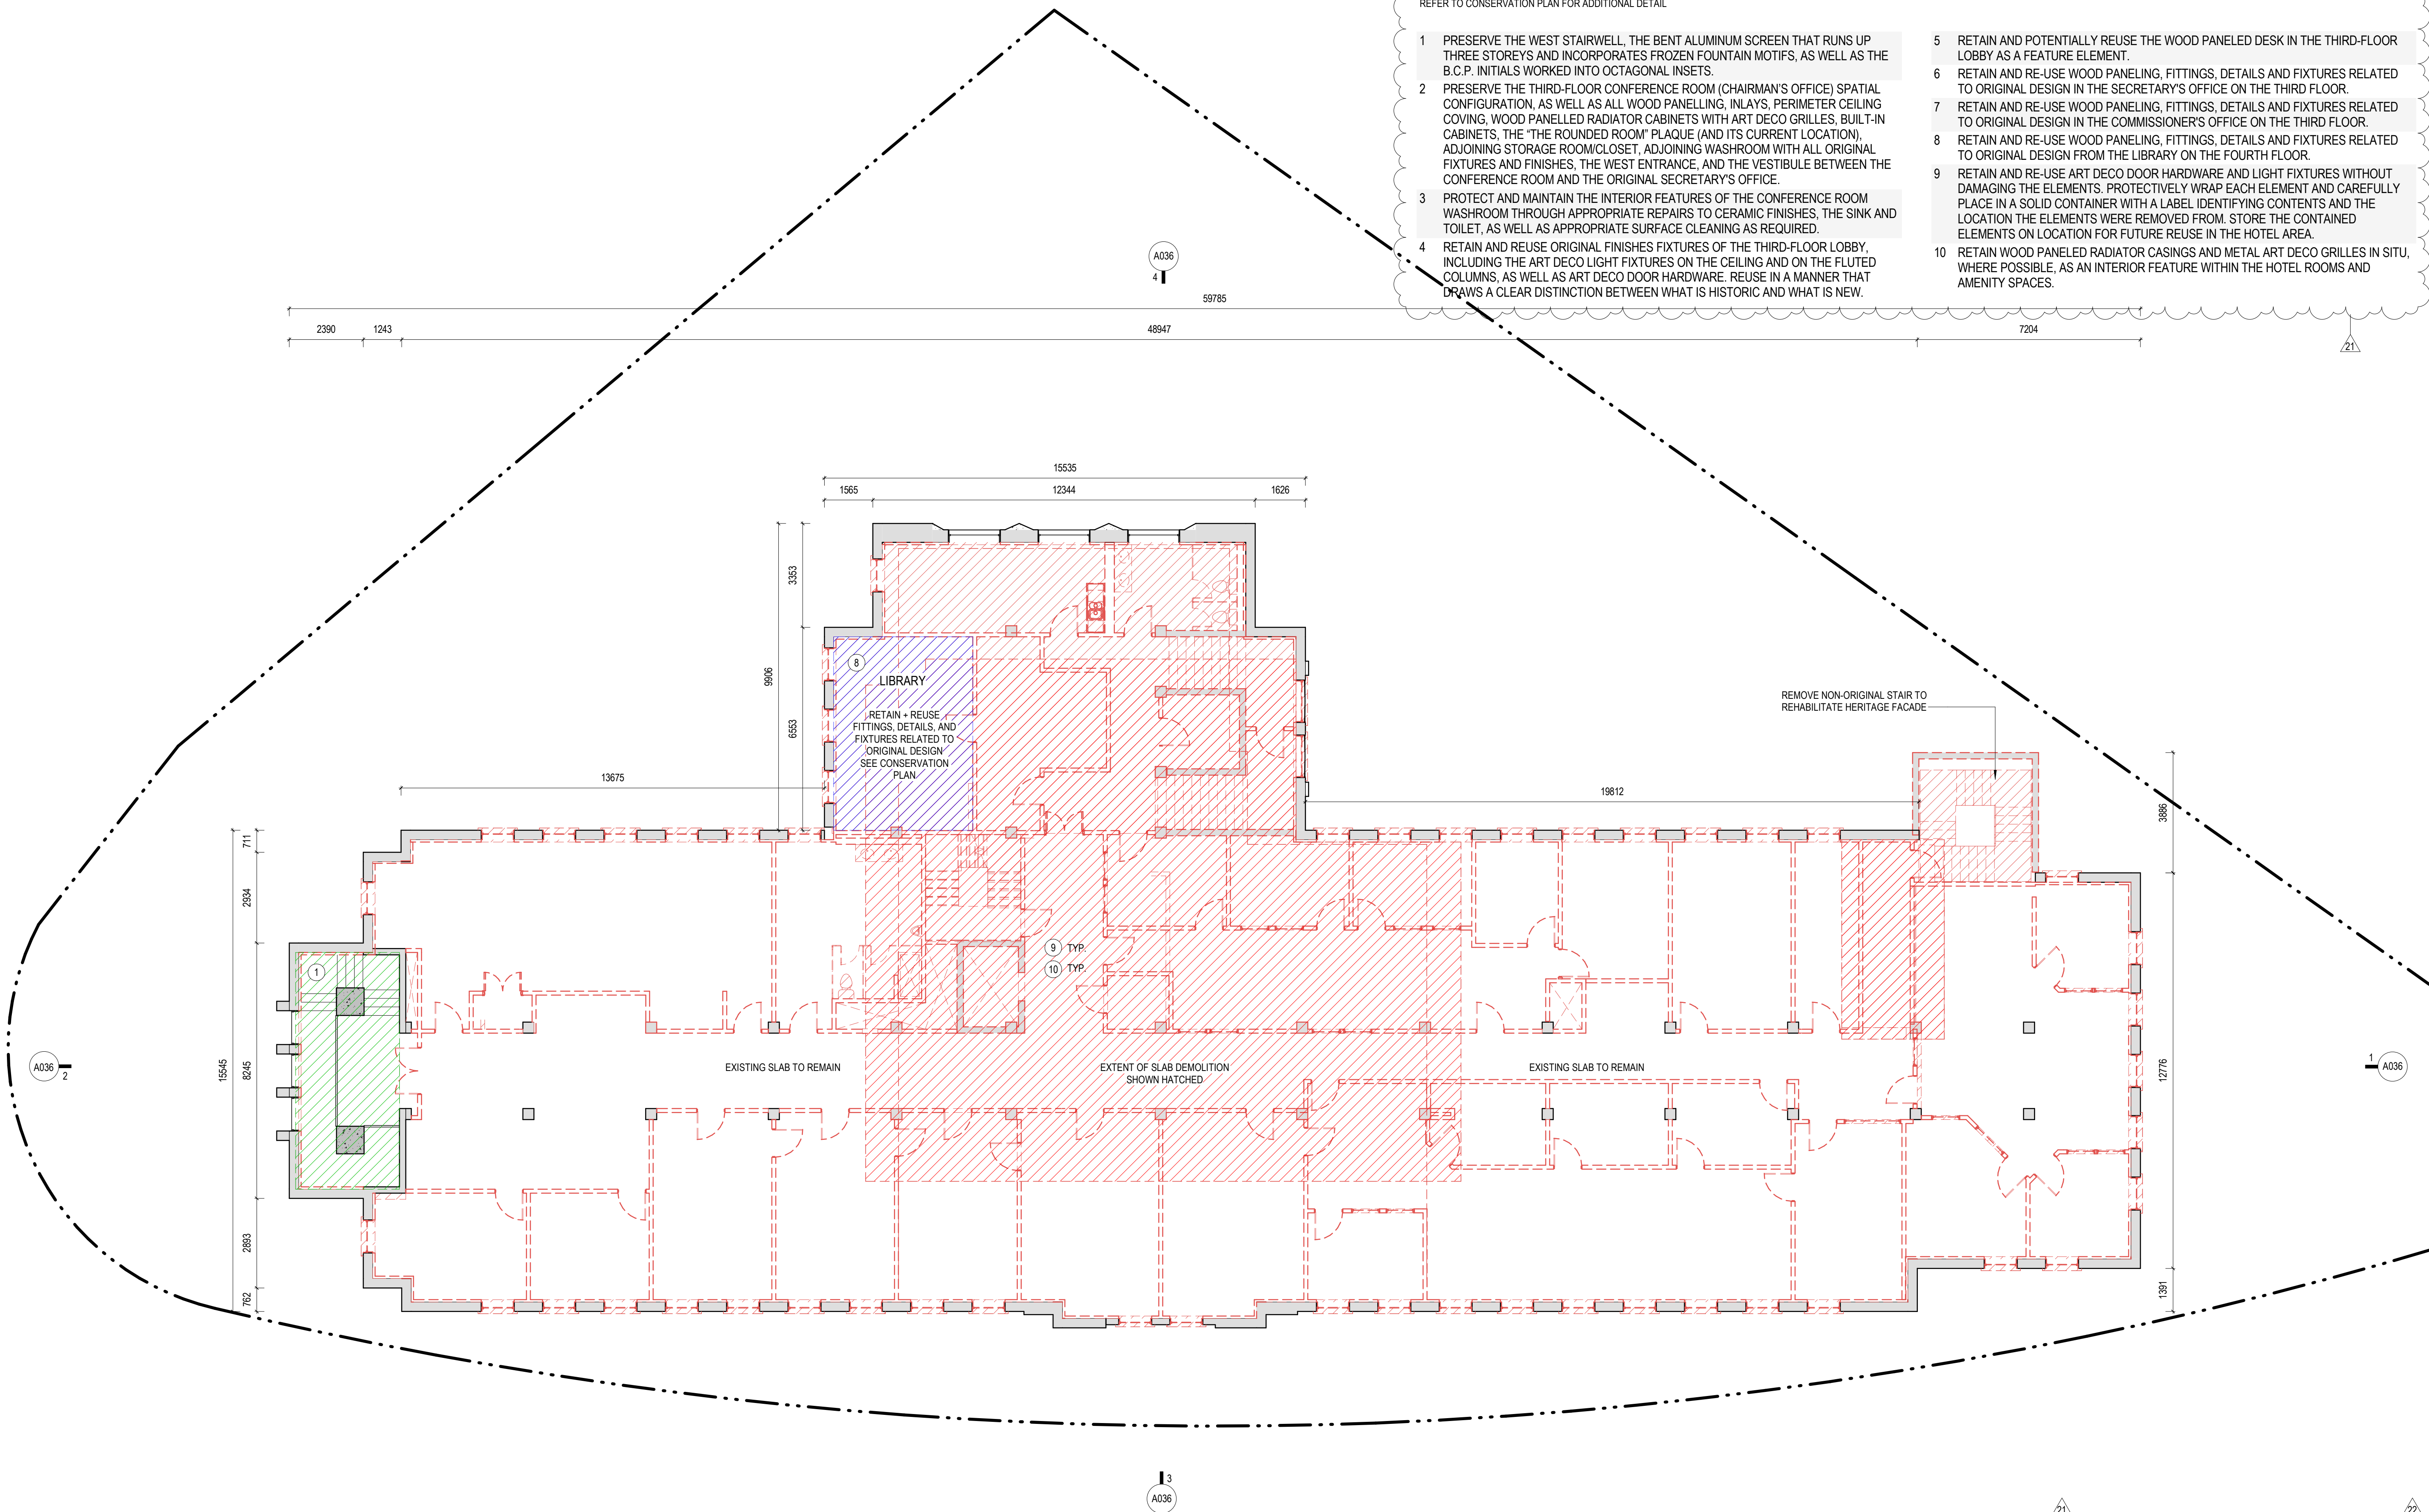 REFER TO CONSERVATION PLAN FOR ADDITIONAL DETAIL
1 PRESERVE THE WEST STAIRWELL, THE BENT ALUMINUM SCREEN THAT RUNS UP
THREE STOREYS AND INCORPORATES FROZEN FOUNTAIN MOTIFS, AS WELL AS THE
B.C.P. INITIALS WORKED INTO OCTAGONAL INSETS.
2 PRESERVE THE THIRD-FLOOR CONFERENCE ROOM (CHAIRMAN'S OFFICE) SPATIAL
CONFIGURATION, AS WELL AS ALL WOOD PANELLING, INLAYS, PERIMETER CEILING
COVING, WOOD PANELLED RADIATOR CABINETS WITH ART DECO GRILLES, BUILT-IN
CABINETS, THE “THE ROUNDED ROOM” PLAQUE (AND ITS CURRENT LOCATION),
ADJOINING STORAGE ROOM/CLOSET, ADJOINING WASHROOM WITH ALL ORIGINAL
FIXTURES AND FINISHES, THE WEST ENTRANCE, AND THE VESTIBULE BETWEEN THE
CONFERENCE ROOM AND THE ORIGINAL SECRETARY'S OFFICE.
3 PROTECT AND MAINTAIN THE INTERIOR FEATURES OF THE CONFERENCE ROOM
WASHROOM THROUGH APPROPRIATE REPAIRS TO CERAMIC FINISHES, THE SINK AND
TOILET, AS WELL AS APPROPRIATE SURFACE CLEANING AS REQUIRED.
4 RETAIN AND REUSE ORIGINAL FINISHES FIXTURES OF THE THIRD-FLOOR LOBBY,
INCLUDING THE ART DECO LIGHT FIXTURES ON THE CEILING AND ON THE FLUTED
COLUMNS, AS WELL AS ART DECO DOOR HARDWARE. REUSE IN A MANNER THAT
DRAWS A CLEAR DISTINCTION BETWEEN WHAT IS HISTORIC AND WHAT IS NEW.
5 RETAIN AND POTENTIALLY REUSE THE WOOD PANELED DESK IN THE THIRD-FLOOR
LOBBY AS A FEATURE ELEMENT.
6 RETAIN AND RE-USE WOOD PANELING, FITTINGS, DETAILS AND FIXTURES RELATED
TO ORIGINAL DESIGN IN THE SECRETARY'S OFFICE ON THE THIRD FLOOR.
7 RETAIN AND RE-USE WOOD PANELING, FITTINGS, DETAILS AND FIXTURES RELATED
TO ORIGINAL DESIGN IN THE COMMISSIONER'S OFFICE ON THE THIRD FLOOR.
8 RETAIN AND RE-USE WOOD PANELING, FITTINGS, DETAILS AND FIXTURES RELATED
TO ORIGINAL DESIGN FROM THE LIBRARY ON THE FOURTH FLOOR.
9 RETAIN AND RE-USE ART DECO DOOR HARDWARE AND LIGHT FIXTURES WITHOUT
DAMAGING THE ELEMENTS. PROTECTIVELY WRAP EACH ELEMENT AND CAREFULLY
PLACE IN A SOLID CONTAINER WITH A LABEL IDENTIFYING CONTENTS AND THE
LOCATION THE ELEMENTS WERE REMOVED FROM. STORE THE CONTAINED
ELEMENTS ON LOCATION FOR FUTURE REUSE IN THE HOTEL AREA.
10 RETAIN WOOD PANELED RADIATOR CASINGS AND METAL ART DECO GRILLES IN SITU,
WHERE POSSIBLE, AS AN INTERIOR FEATURE WITHIN THE HOTEL ROOMS AND
AMENITY SPACES.
A036
4
59785
2390 1243 48947 7204
21
15535
1565 12344 1626
3353
9906
6553
8
LIBRARY
RETAIN + REUSE
FITTINGS, DETAILS, AND
FIXTURES RELATED TO
ORIGINAL DESIGN
SEE CONSERVATION
PLAN
REMOVE NON-ORIGINAL STAIR TO
REHABILITATE HERITAGE FACADE
13675
19812
3886
711
2934
9 TYP.
10 TYP.
1
15545
8245
A036
2
EXISTING SLAB TO REMAIN
EXTENT OF SLAB DEMOLITION
SHOWN HATCHED
EXISTING SLAB TO REMAIN
12776
1
A036
2893
762
1391
3
A036
21
22